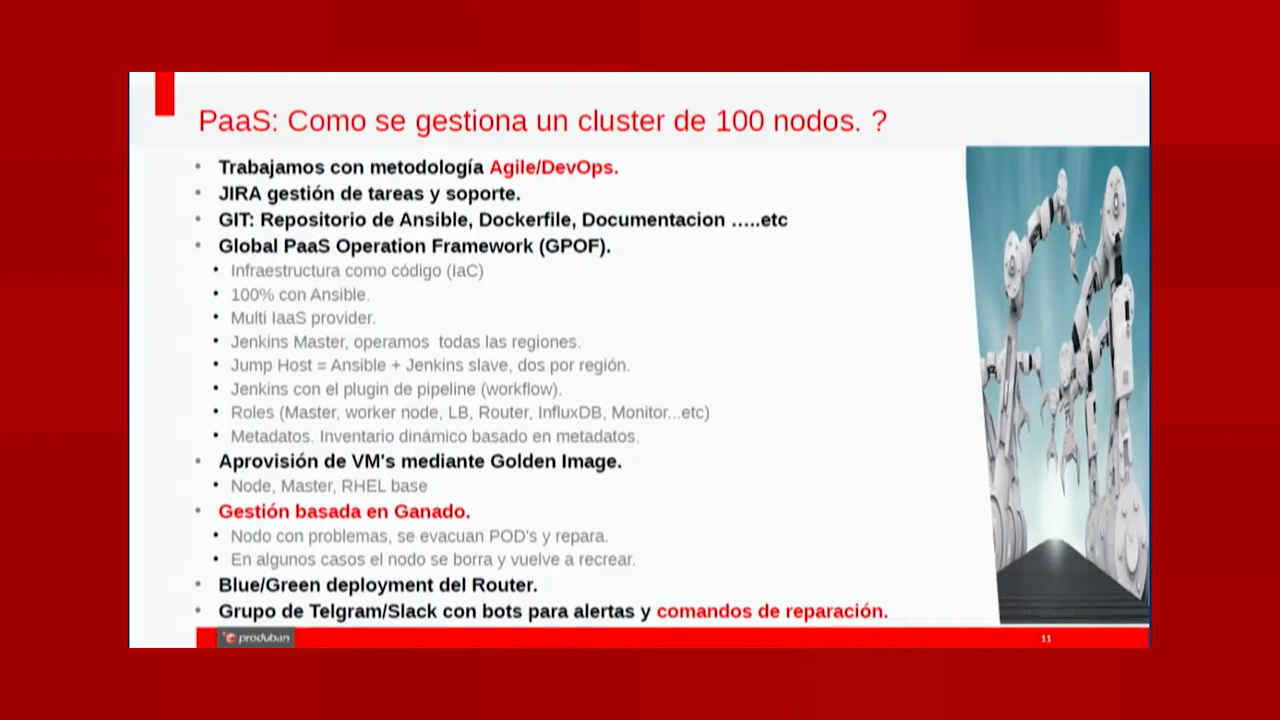 PaaS: Como se gestiona un cluster de 100 nodos. ?
• Trabajamos con metodología Agile/DevOps.
• JIRA gestión de tareas y soporte.
• GIT: Repositorio de Ansible, Dockerfile, Documentacion …..etc
• Global PaaS Operation Framework (GPOF).
• Infraestructura como código (IaC)
• 100% con Ansible.
• Multi IaaS provider.
• Jenkins Master, operamos  todas las regiones.
• Jump Host = Ansible + Jenkins slave, dos por región.
• Jenkins con el plugin de pipeline (workflow).
• Roles (Master, worker node, LB, Router, InfluxDB, Monitor...etc)
• Metadatos. Inventario dinámico basado en metadatos.
• Aprovisión de VM's mediante Golden Image.
• Node, Master, RHEL base
• Gestión basada en Ganado.
• Nodo con problemas, se evacuan POD's y repara.
• En algunos casos el nodo se borra y vuelve a recrear.
• Blue/Green deployment del Router.
• Grupo de Telgram/Slack con bots para alertas y comandos de reparación.
produban
11